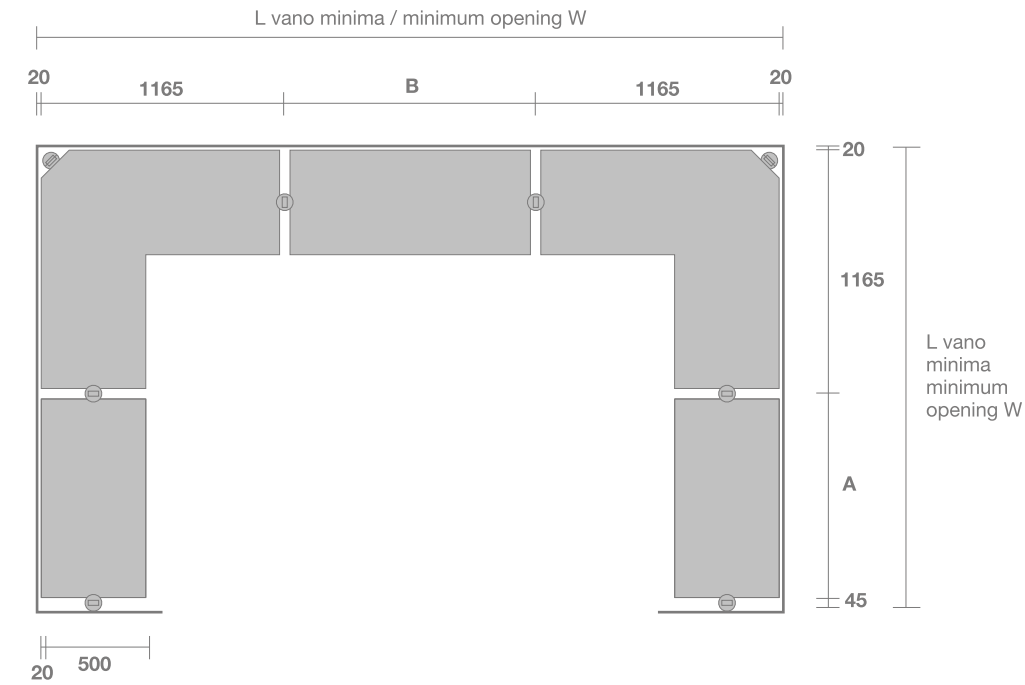 L vano minima / minimum opening W
20
1165
B
1165
20
20
1165
L vano
minima
minimum
opening W
A
45
20
500